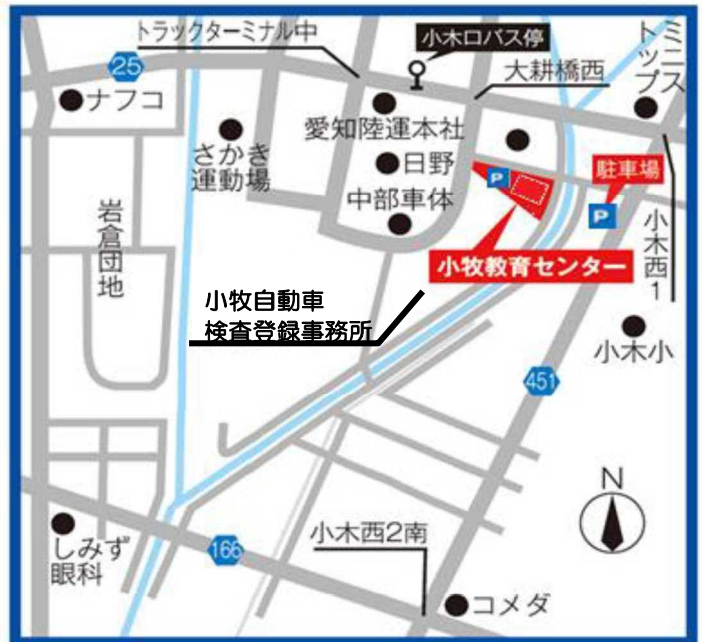 トラックターミナル中
小木口バス停
ミニストップ
25
大耕橋西
ナフコ
愛知陸運本社
さかき
運動場
日野
P
駐車場
中部車体
P
岩倉団地
小牧教育センター
小木西1
小牧自動車
検査登録事務所
小木小
451
N
しみず
眼科
166
小木西2南
コメダ